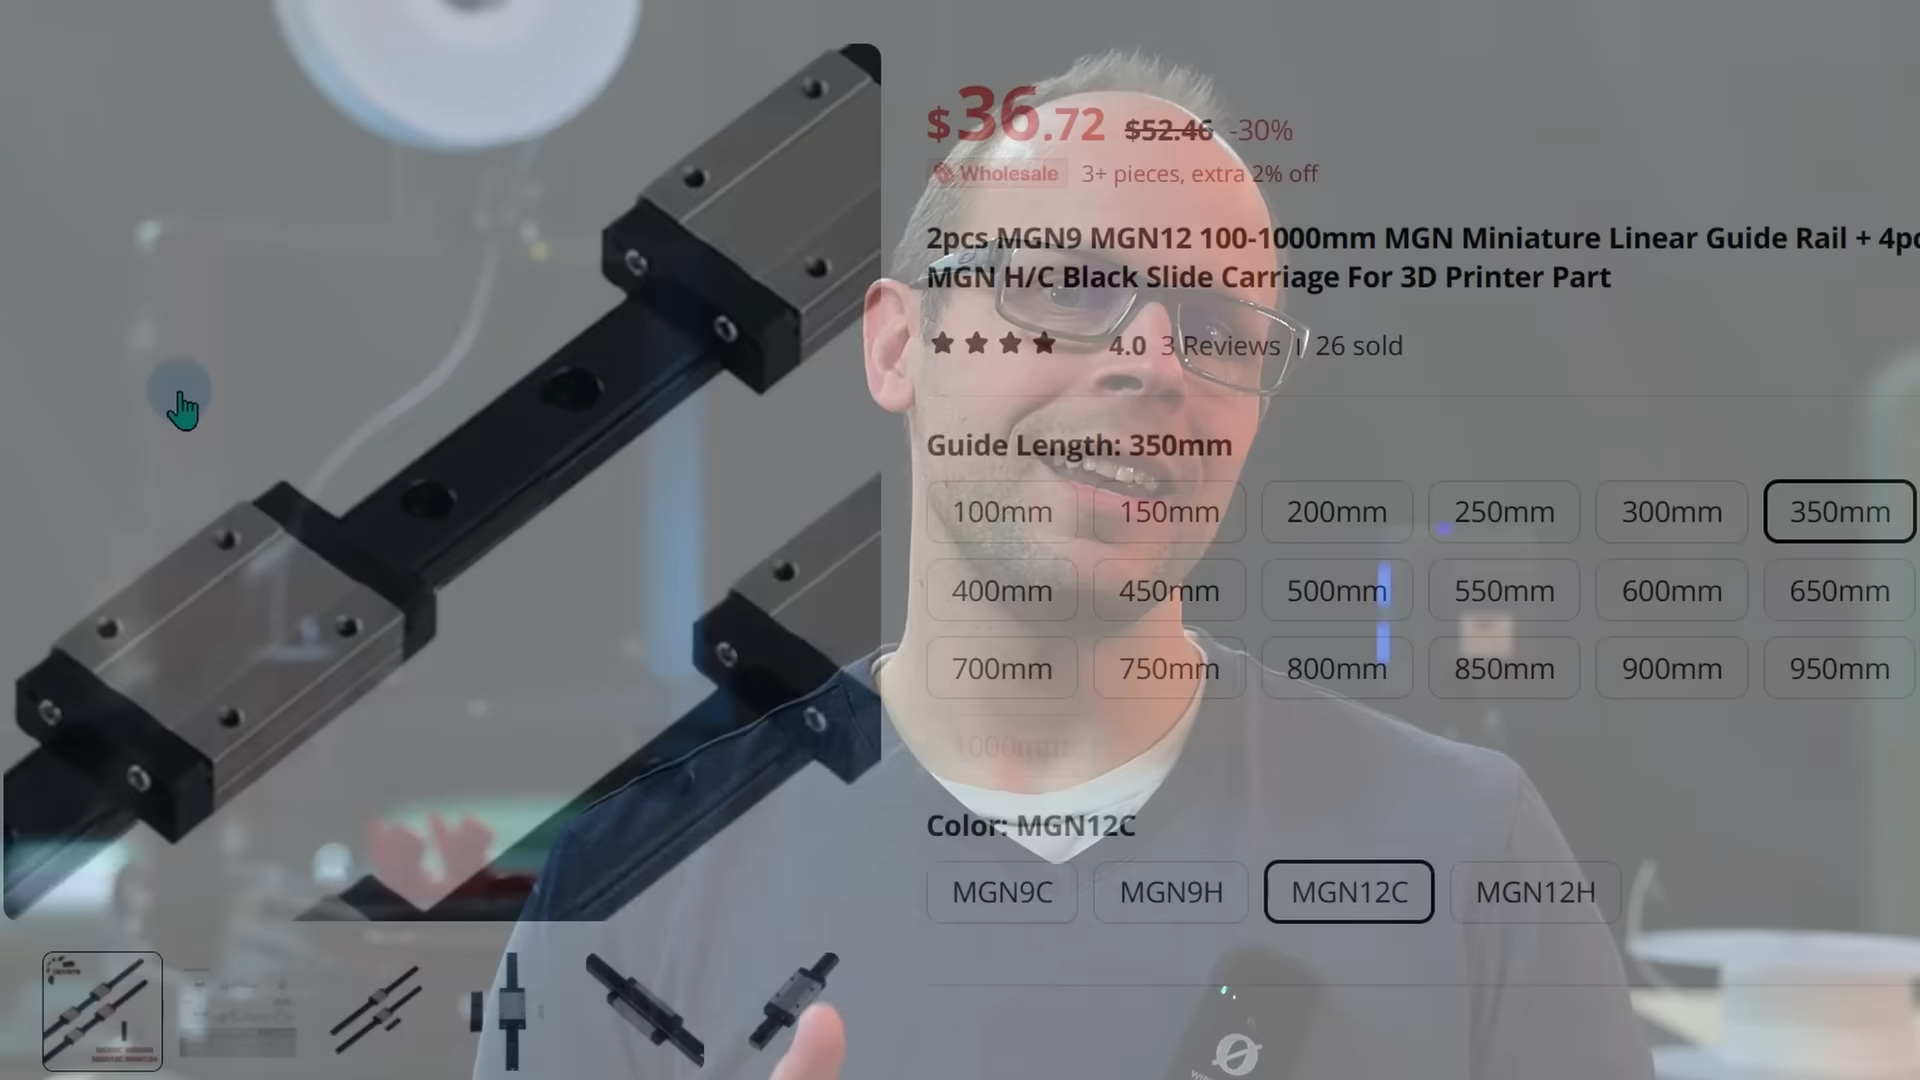 $36.72 $52.46 -30%
Wholesale 3+ pieces, extra 2% off
2pcs MGN9 MGN12 100-1000mm MGN Miniature Linear Guide Rail + 4pc
MGN H/C Black Slide Carriage For 3D Printer Part
4.0 3 Reviews | 26 sold
Guide Length: 350mm
100mm 150mm 200mm 250mm 300mm 350mm
400mm 450mm 500mm 550mm 600mm 650mm
700mm 750mm 800mm 850mm 900mm 950mm
1000mm
Color: MGN12C
MGN9C MGN9H MGN12C MGN12H